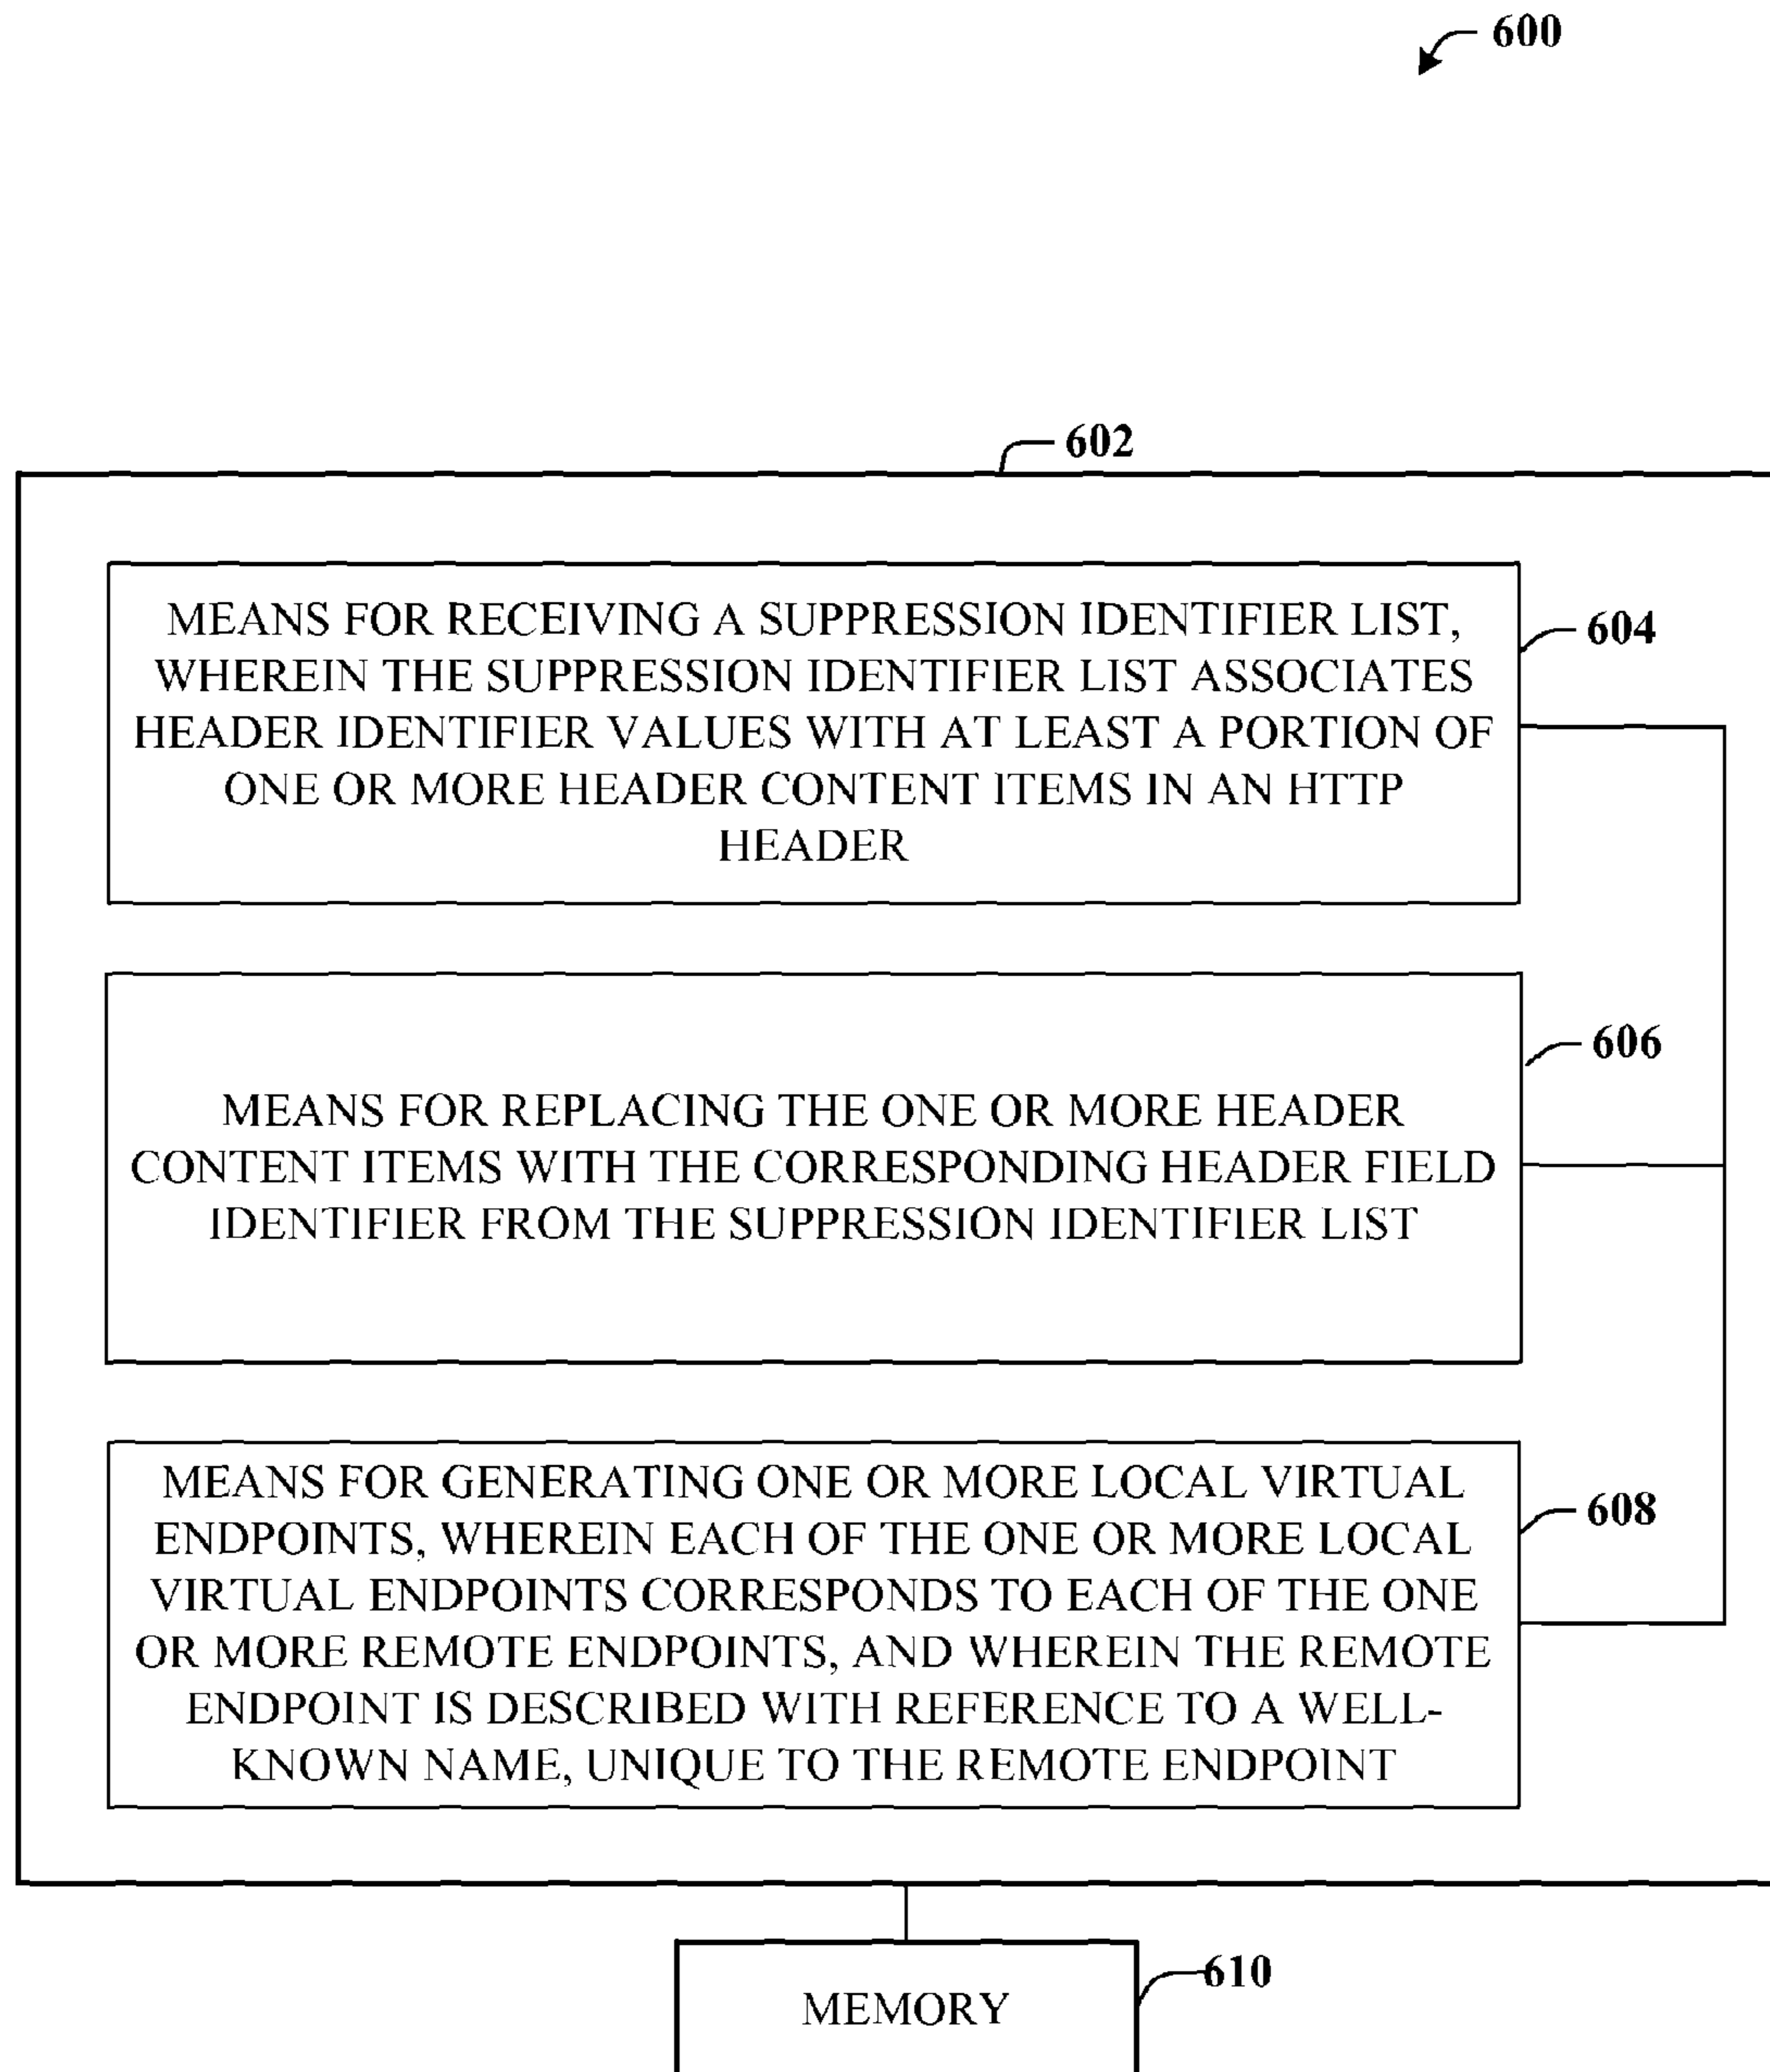 600
602
MEANS FOR RECEIVING A SUPPRESSION IDENTIFIER LIST,
WHEREIN THE SUPPRESSION IDENTIFIER LIST ASSOCIATES
HEADER IDENTIFIER VALUES WITH AT LEAST A PORTION OF
ONE OR MORE HEADER CONTENT ITEMS IN AN HTTP
HEADER
604
606
MEANS FOR REPLACING THE ONE OR MORE HEADER
CONTENT ITEMS WITH THE CORRESPONDING HEADER FIELD
IDENTIFIER FROM THE SUPPRESSION IDENTIFIER LIST
MEANS FOR GENERATING ONE OR MORE LOCAL VIRTUAL
ENDPOINTS, WHEREIN EACH OF THE ONE OR MORE LOCAL
VIRTUAL ENDPOINTS CORRESPONDS TO EACH OF THE ONE
OR MORE REMOTE ENDPOINTS, AND WHEREIN THE REMOTE
ENDPOINT IS DESCRIBED WITH REFERENCE TO A WELL-
KNOWN NAME, UNIQUE TO THE REMOTE ENDPOINT
608
610
MEMORY